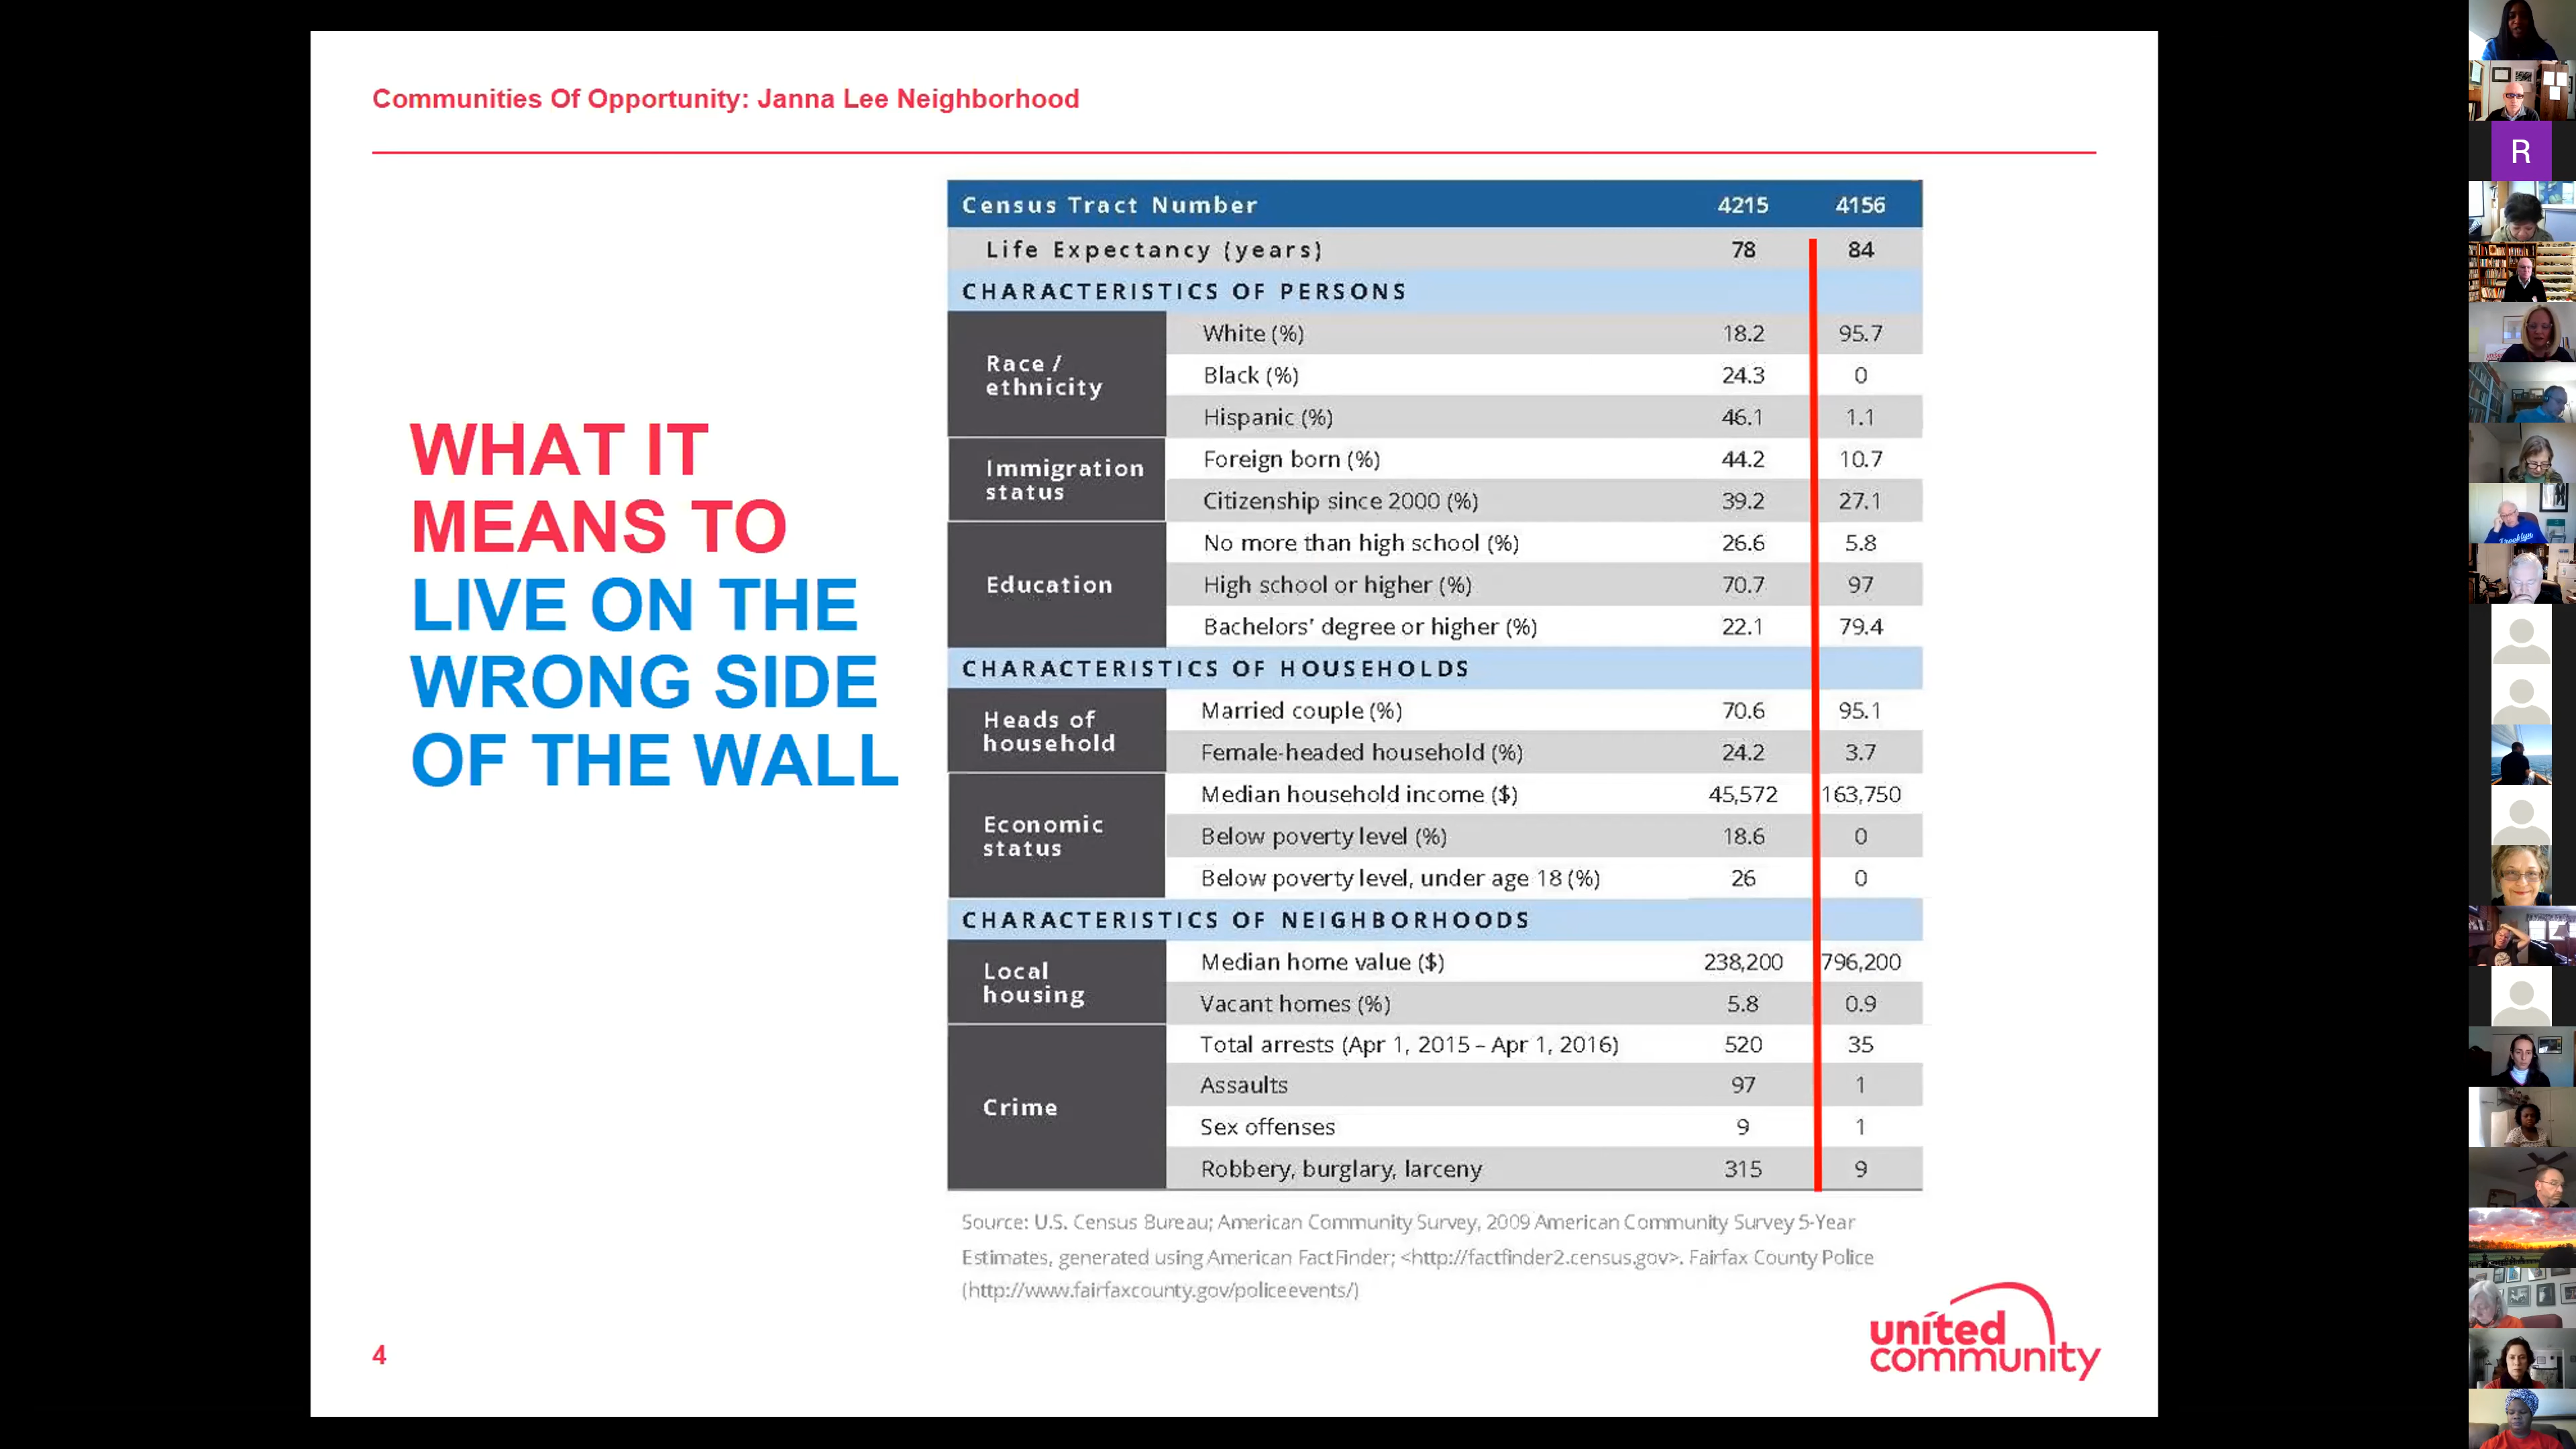 Communities Of Opportunity: Janna Lee Neighborhood
WHAT IT
MEANS TO
LIVE ON THE
WRONG SIDE
OF THE WALL
Census Tract Number 4215 4156
Life Expectancy (years) 78 84
CHARACTERISTICS OF PERSONS
Race /
ethnicity
White (%) 18.2 95.7
Black (%) 24.3 0
Hispanic (%) 46.1 1.1
Immigration
status
Foreign born (%) 44.2 10.7
Citizenship since 2000 (%) 39.2 27.1
Education
No more than high school (%) 26.6 5.8
High school or higher (%) 70.7 97
Bachelors' degree or higher (%) 22.1 79.4
CHARACTERISTICS OF HOUSEHOLDS
Heads of
household
Married couple (%) 70.6 95.1
Female-headed household (%) 24.2 3.7
Economic
status
Median household income ($) 45,572 163,750
Below poverty level (%) 18.6 0
Below poverty level, under age 18 (%) 26 0
CHARACTERISTICS OF NEIGHBORHOODS
Local
housing
Median home value ($) 238,200 796,200
Vacant homes (%) 5.8 0.9
Crime
Total arrests (Apr 1, 2015 – Apr 1, 2016) 520 35
Assaults 97 1
Sex offenses 9 1
Robbery, burglary, larceny 315 9
Source: U.S. Census Bureau; American Community Survey, 2009 American Community Survey 5-Year
Estimates, generated using American FactFinder; <http://factfinder2.census.gov>. Fairfax County Police
(http://www.fairfaxcounty.gov/policeevents/)
4
united
community
R
Brooklyn